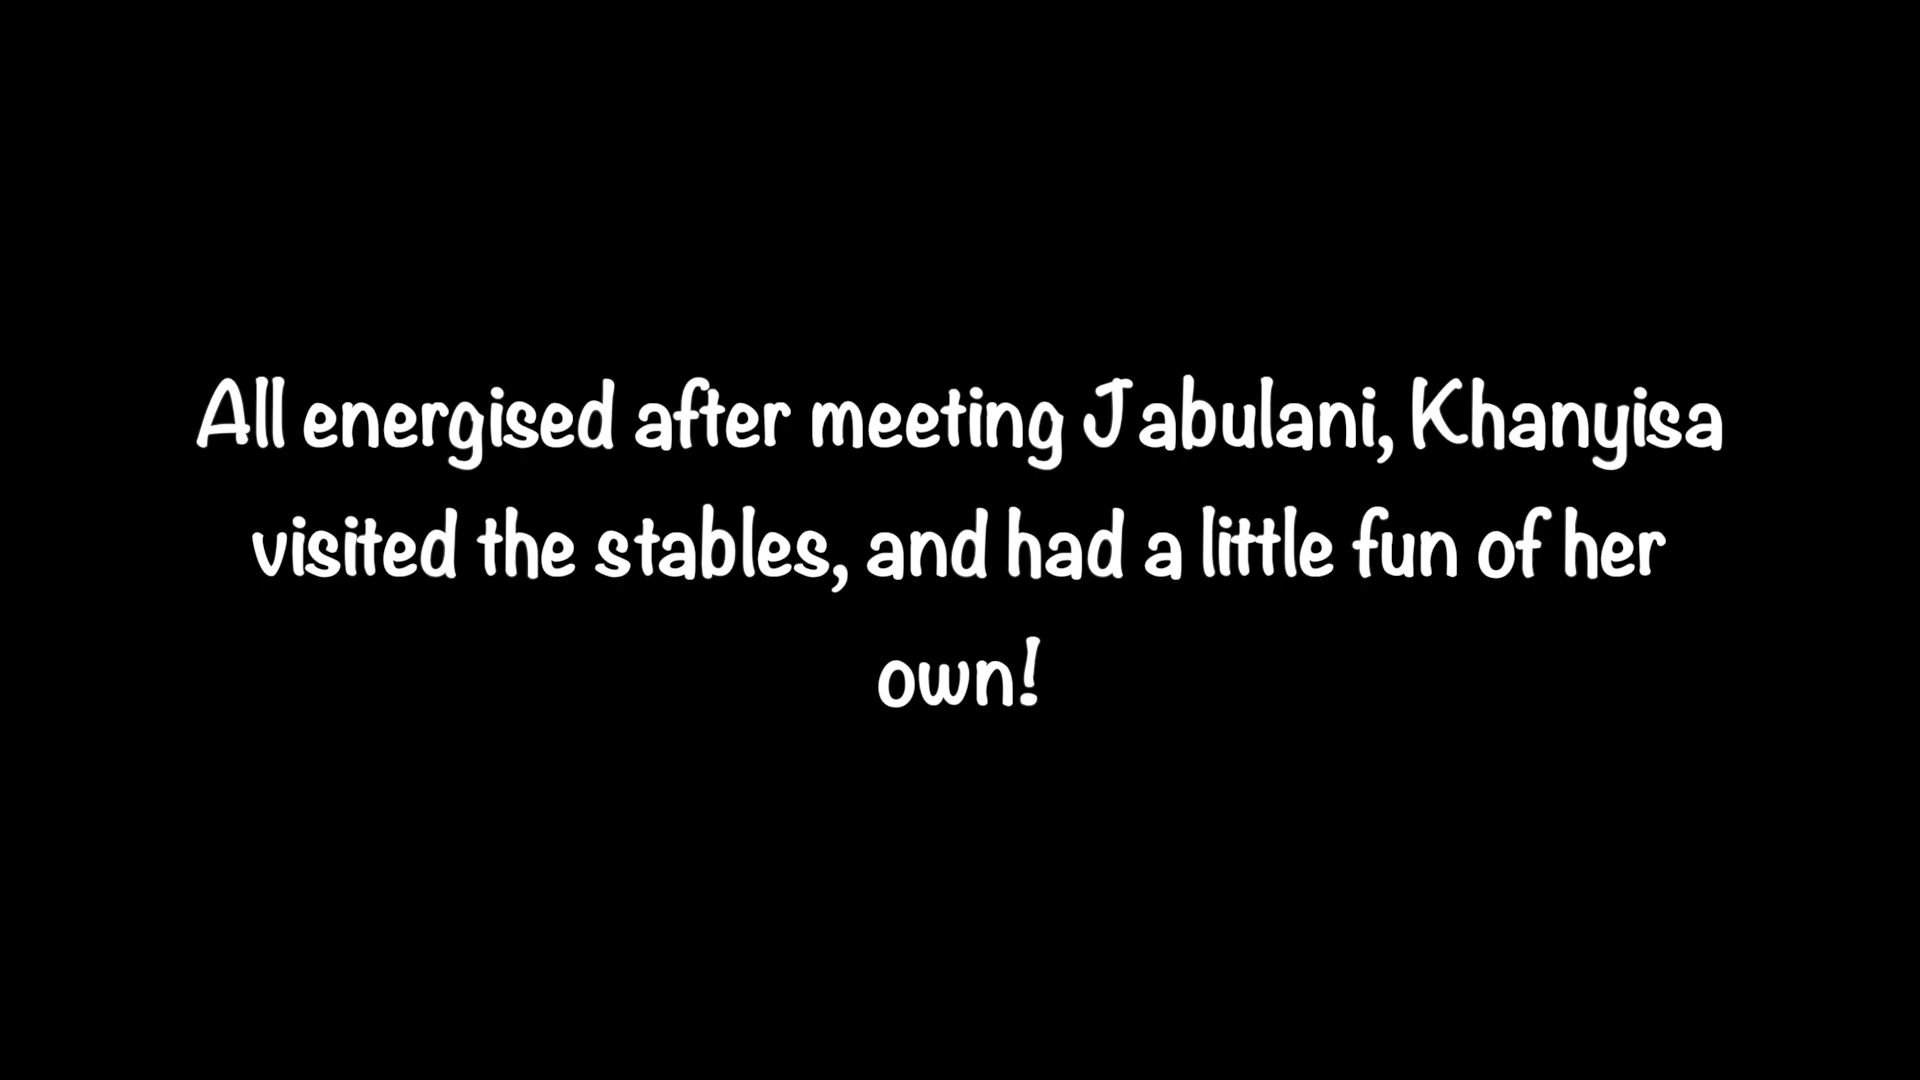 All energised after meeting Jabulani, Khanyisa
visited the stables, and had a little fun of her
own!